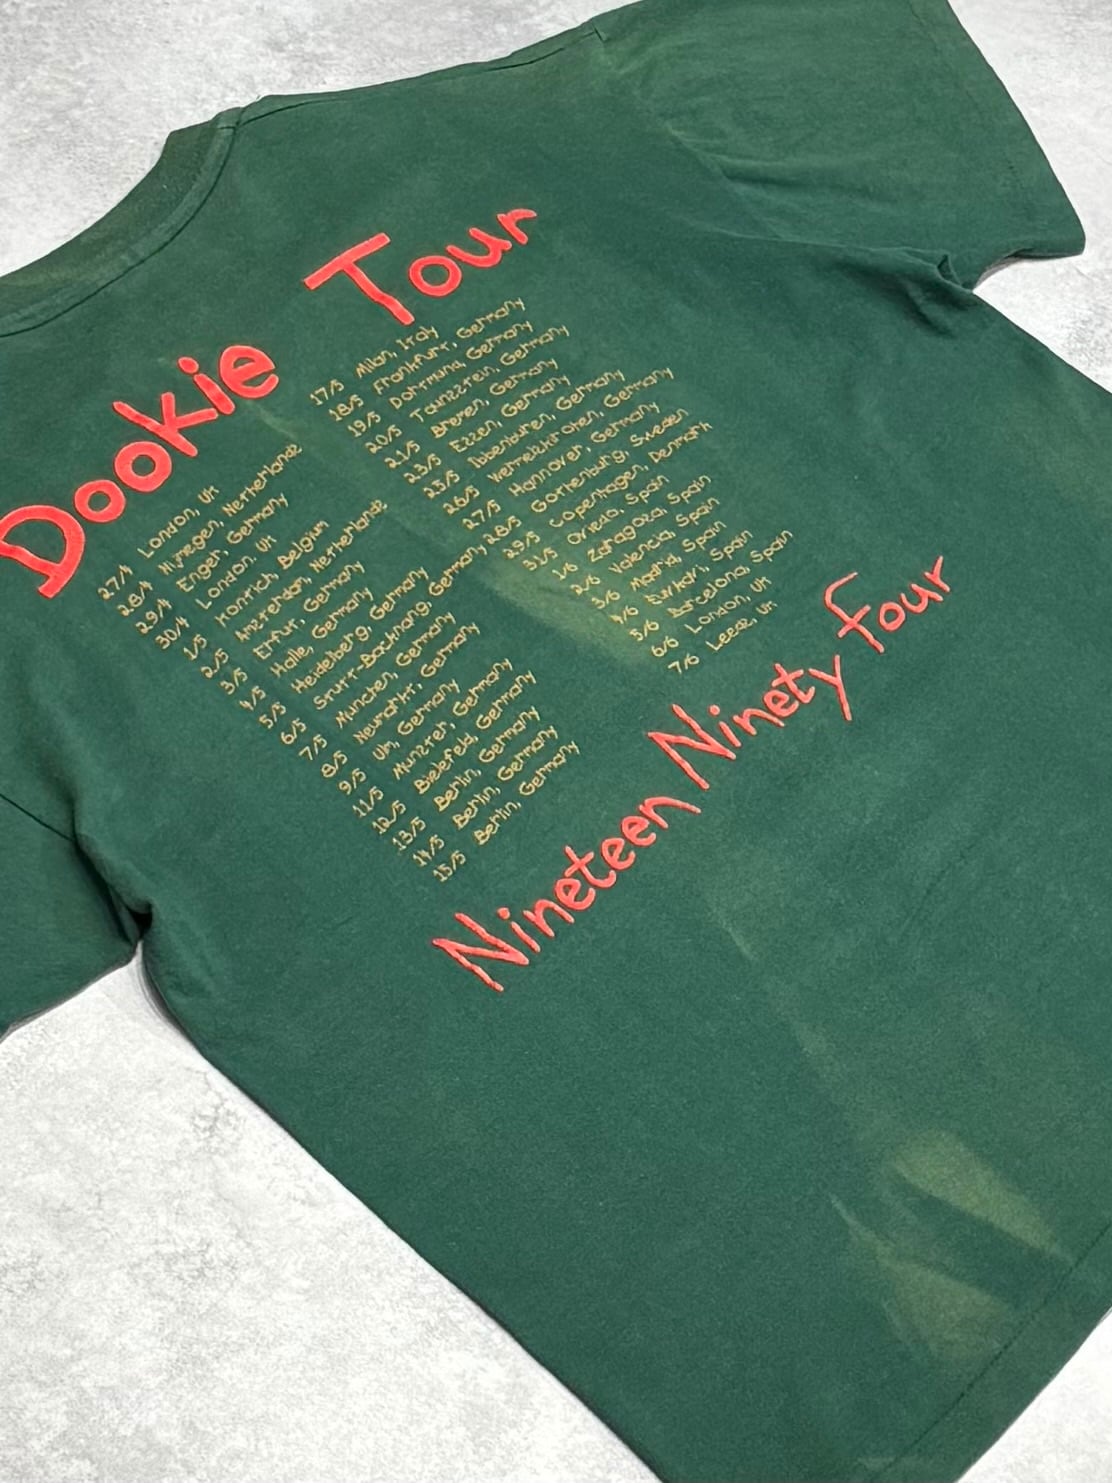 Dookie Tour
27/4 London, UK
28/4 Nijmegen, Netherlands
29/4 Enger, Germany
30/4 London, UK
1/5 Kontich, Belgium
2/5 Amsterdam, Netherlands
3/5 Erfurt, Germany
4/5 Halle, Germany
5/5 Heidelberg, Germany
6/5 Stutt-Backnang, Germany
7/5 Munchen, Germany
8/5 Neumarkt, Germany
9/5 Ulm, Germany
11/5 Munster, Germany
12/5 Bielefeld, Germany
13/5 Berlin, Germany
14/5 Berlin, Germany
15/5 Berlin, Germany
17/5 Milan, Italy
18/5 Frankfurt, Germany
19/5 Dortmund, Germany
20/5 Germany
21/5 Bremen, Germany
23/5 Essen, Germany
23/5 Ibbenburen, Germany
26/5 Germany
27/5 Hannover, Germany
28/5 Gothenburg, Sweden
29/5 Copenhagen, Denmark
31/5 Oviedo, Spain
1/6 Zaragoza, Spain
2/6 Valencia, Spain
3/6 Madrid, Spain
4/6 Spain
5/6 Barcelona, Spain
6/6 London, UK
7/6 Leeds, UK
Nineteen Ninety Four